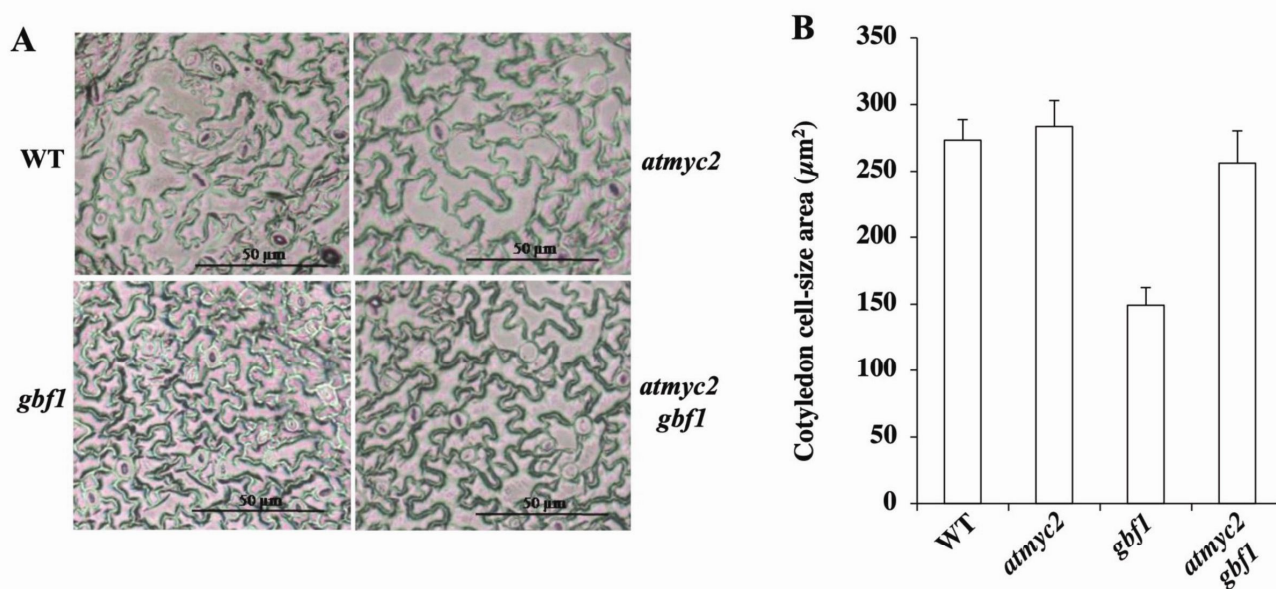 A
WT
atmyc2
50 µm
50 µm
gbf1
atmyc2
gbf1
50 µm
50 µm
B
Cotyledon cell-size area (µm²)
350
300
250
200
150
100
50
0
WT
atmyc2
gbf1
atmyc2
gbf1